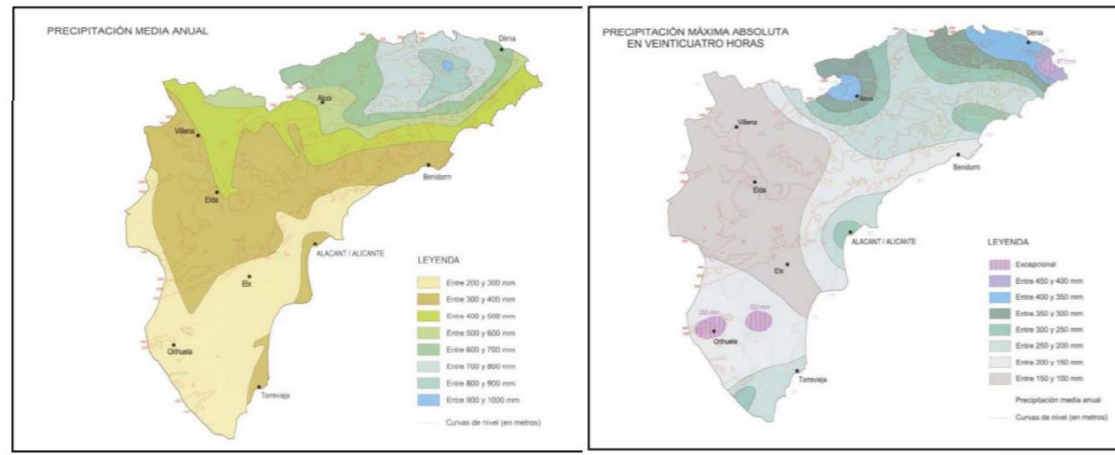 PRECIPITACIÓN MEDIA ANUAL
Dénia
Alcoi
Villena
Benidorm
Elda
ALACANT / ALICANTE
Elx
Orihuela
Torrevieja
LEYENDA
Entre 200 y 300 mm
Entre 300 y 400 mm
Entre 400 y 500 mm
Entre 500 y 600 mm
Entre 600 y 700 mm
Entre 700 y 800 mm
Entre 800 y 900 mm
Entre 900 y 1000 mm
Curvas de nivel (en metros)
PRECIPITACIÓN MÁXIMA ABSOLUTA
EN VEINTICUATRO HORAS
Dénia
Alcoi
Villena
Benidorm
Elda
ALACANT / ALICANTE
Elx
Orihuela
Torrevieja
LEYENDA
Excepcional
Entre 450 y 400 mm
Entre 400 y 350 mm
Entre 350 y 300 mm
Entre 300 y 250 mm
Entre 250 y 200 mm
Entre 200 y 150 mm
Entre 150 y 100 mm
Precipitación media anual
Curvas de nivel (en metros)